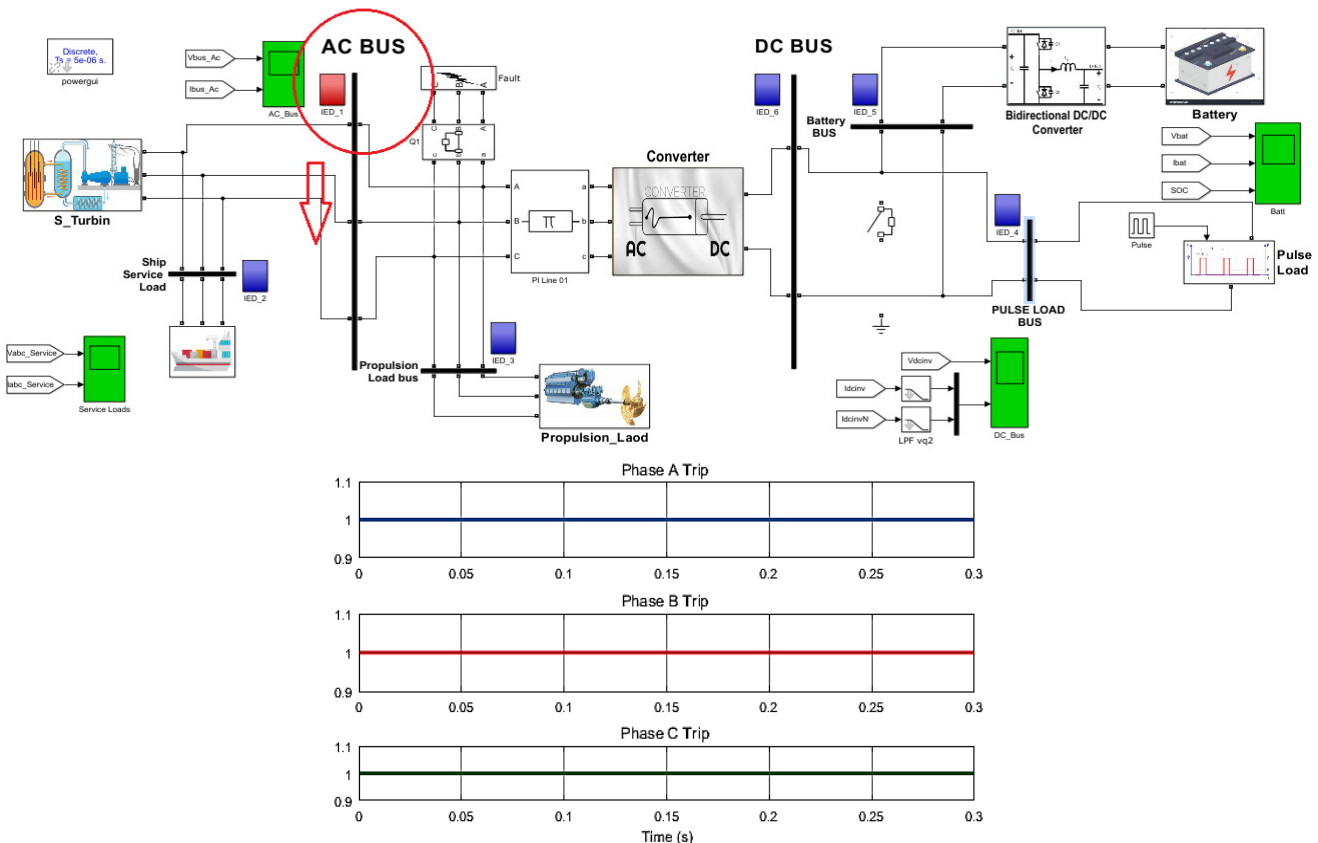 Discrete,
Ts = 5e-06 s.
powergui
Vbus_Ac
Ibus_Ac
AC_Bus
AC BUS
IED_1
Fault
C
B
A
C
B
A
Q1
c
b
a
S_Turbin
Ship
Service
Load
IED_2
Vabc_Service
Iabc_Service
Service Loads
Propulsion
Load bus
IED_3
Propulsion_Laod
A
B
C
a
b
c
PI Line 01
Converter
CONVERTER
AC
DC
DC BUS
IED_6
IED_5
Battery
BUS
Bidirectional DC/DC
Converter
Battery
Vbat
Ibat
SOC
Batt
IED_4
Pulse
Pulse
Load
PULSE LOAD
BUS
Vdcinv
Idcinv
IdcinvN
LPF vq2
DC_Bus
Phase A Trip
1.1
1
0.9
0 0.05 0.1 0.15 0.2 0.25 0.3
Phase B Trip
1.1
1
0.9
0 0.05 0.1 0.15 0.2 0.25 0.3
Phase C Trip
1.1
1
0.9
0 0.05 0.1 0.15 0.2 0.25 0.3
Time (s)